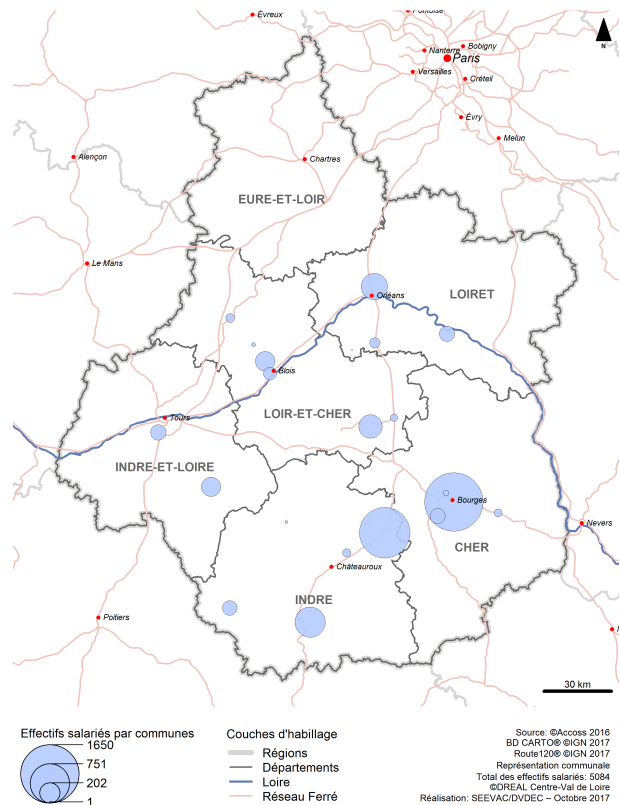 Pontoise
Évreux
N
Bobigny
Nanterre
Paris
Versailles
Créteil
Évry
Melun
Alençon
Chartres
EURE-ET-LOIR
Le Mans
LOIRET
Orléans
Blois
LOIR-ET-CHER
Tours
INDRE-ET-LOIRE
Bourges
Nevers
CHER
Châteauroux
INDRE
Poitiers
30 km
Effectifs salariés par communes
1650
751
202
1
Couches d'habillage
Régions
Départements
Loire
Réseau Ferré
Source: ©Accoss 2016
BD CARTO® ©IGN 2017
Route120® ©IGN 2017
Représentation communale
Total des effectifs salariés: 5084
©DREAL Centre-Val de Loire
Réalisation: SEEVAC/DVDEC – Octobre 2017